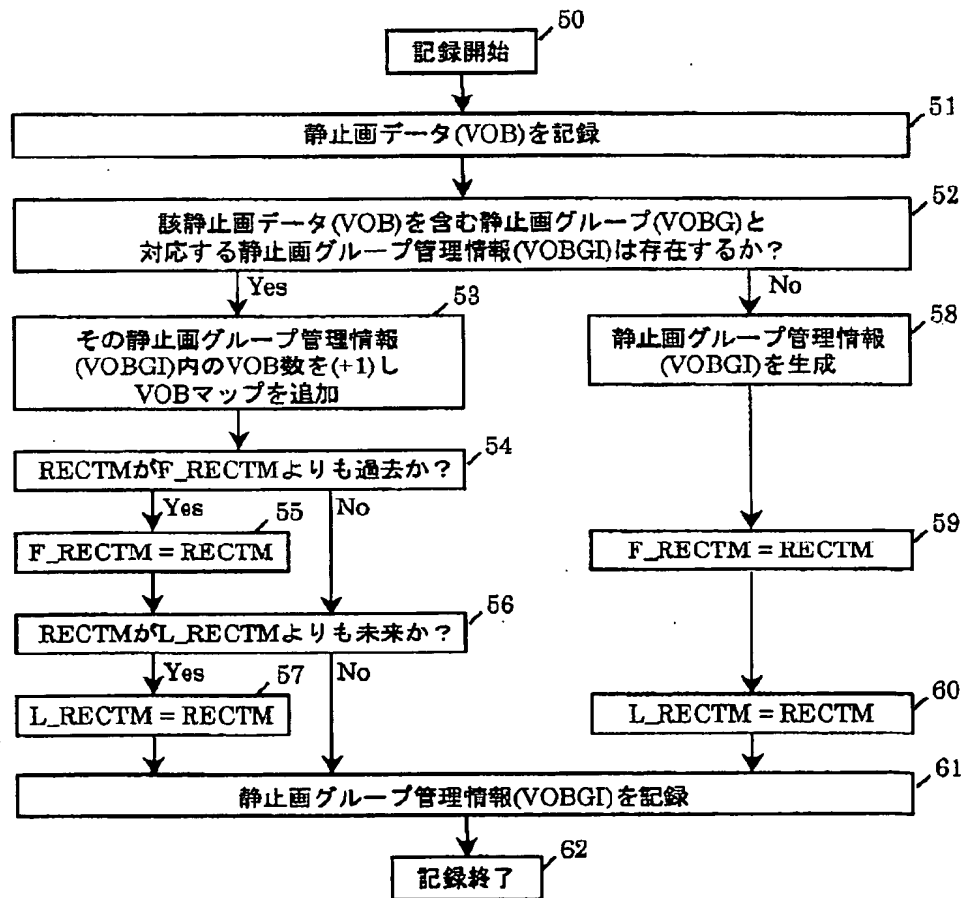 50
記録開始
51
静止画データ(VOB)を記録
52
該静止画データ(VOB)を含む静止画グループ(VOBG)と
対応する静止画グループ管理情報(VOBGI)は存在するか？
Yes
No
53
その静止画グループ管理情報
(VOBGI)内のVOB数を(+1)し
VOBマップを追加
58
静止画グループ管理情報
(VOBGI)を生成
54
RECTMがF_RECTMよりも過去か？
Yes
No
55
F_RECTM = RECTM
59
F_RECTM = RECTM
56
RECTMがL_RECTMよりも未来か？
Yes
No
57
L_RECTM = RECTM
60
L_RECTM = RECTM
61
静止画グループ管理情報(VOBGI)を記録
62
記録終了